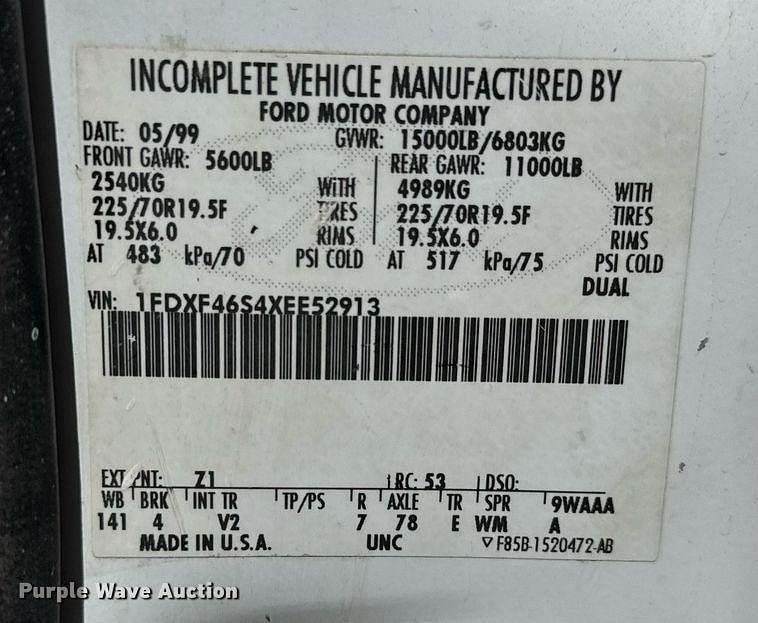 INCOMPLETE VEHICLE MANUFACTURED BY
FORD MOTOR COMPANY
DATE: 05/99 GVWR: 15000LB/6803KG
FRONT GAWR: 5600LB REAR GAWR: 11000LB
2540KG WITH 4989KG WITH
225/70R19.5F TIRES 225/70R19.5F TIRES
19.5X6.0 RIMS 19.5X6.0 RIMS
AT 483 kPa/70 PSI COLD AT 517 kPa/75 PSI COLD
DUAL
VIN: 1FDXF46S4XEE52913
EXT PNT: Z1 RC: 53 DSO:
WB BRK INT TR TP/PS R AXLE TR SPR 9WAAA
141 4 V2 7 78 E WM A
MADE IN U.S.A. UNC ▽ F85B-1520472-AB
Purple Wave Auction